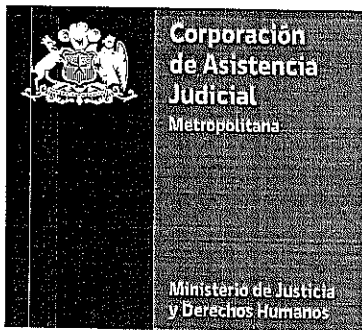 Corporación
de Asistencia
Judicial
Metropolitana
Ministerio de Justicia
y Derechos Humanos